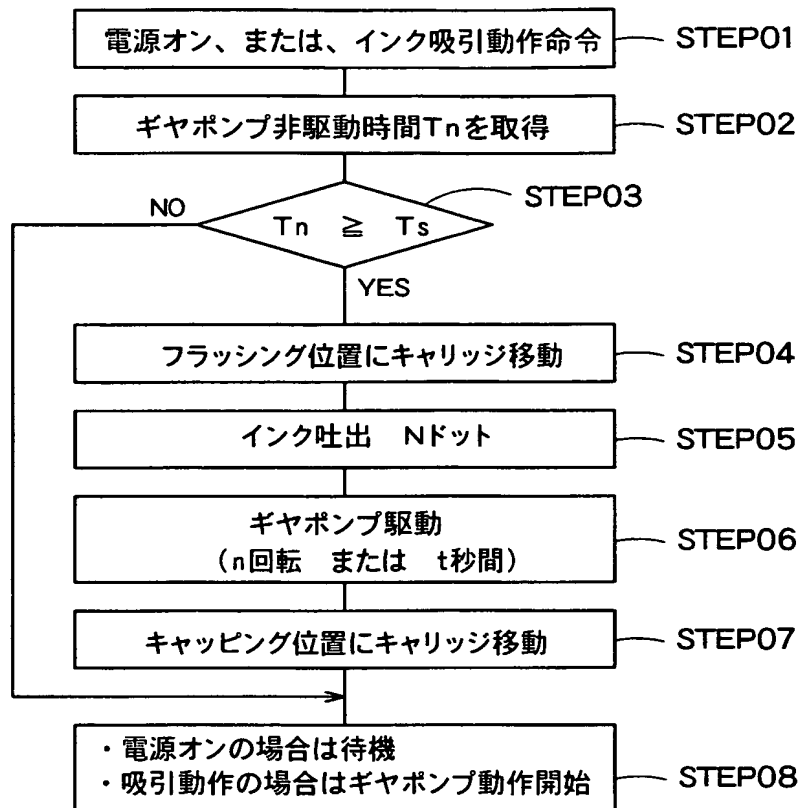 電源オン、または、インク吸引動作命令 STEP01
ギヤポンプ非駆動時間Tnを取得 STEP02
STEP03
NO
Tn ≧ Ts
YES
フラッシング位置にキャリッジ移動 STEP04
インク吐出 Nドット STEP05
ギヤポンプ駆動
(n回転 または t秒間) STEP06
キャッピング位置にキャリッジ移動 STEP07
・電源オンの場合は待機
・吸引動作の場合はギヤポンプ動作開始 STEP08